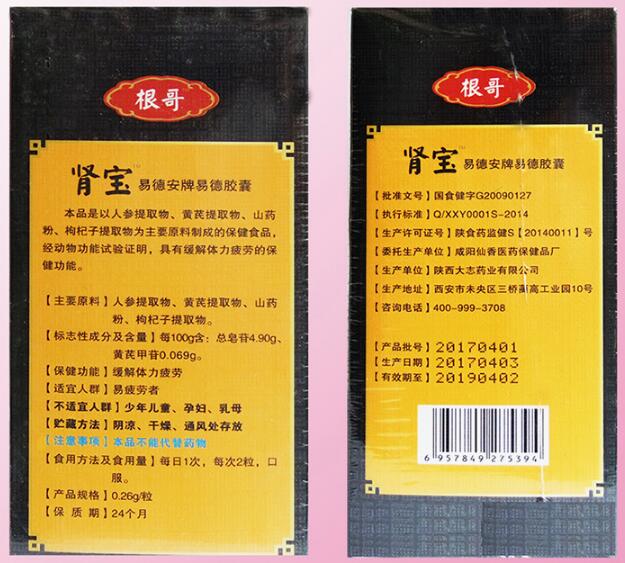 根哥
肾宝™ 易德安牌易德胶囊
本品是以人参提取物、黄芪提取物、山药
粉、枸杞子提取物为主要原料制成的保健食品，
经动物功能试验证明，具有缓解体力疲劳的保
健功能。
【主要原料】人参提取物、黄芪提取物、山药
粉、枸杞子提取物。
【标志性成分及含量】每100g含：总皂苷4.90g、
黄芪甲苷0.069g。
【保健功能】缓解体力疲劳
【适宜人群】易疲劳者
【不适宜人群】少年儿童、孕妇、乳母
【贮藏方法】阴凉、干燥、通风处存放
【注意事项】本品不能代替药物
【食用方法及食用量】每日1次，每次2粒，口
服。
【产品规格】0.26g/粒
【保 质 期】24个月
根哥
肾宝™ 易德安牌易德胶囊
【批准文号】国食健字G20090127
【执行标准】Q/XXY0001S-2014
【生产许可证号】陕食药监健S【20140011】号
【委托生产单位】咸阳仙香医药保健品厂
【生产单位】陕西大志药业有限公司
【生产地址】西安市未央区三桥
高工业园10号
【咨询电话】400-999-3708
【产品批号】20170401
【生产日期】20170403
【有效期至】20190402
6 957849 275394